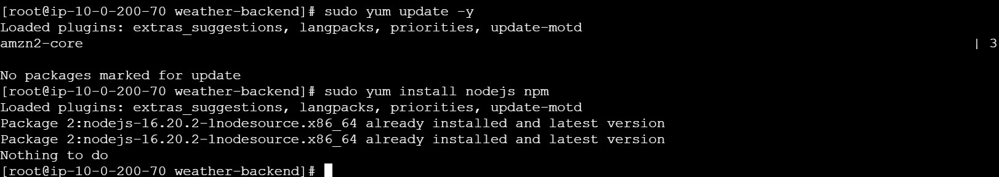 [root@ip-10-0-200-70 weather-backend]# sudo yum update -y
Loaded plugins: extras_suggestions, langpacks, priorities, update-motd
amzn2-core | 3
No packages marked for update
[root@ip-10-0-200-70 weather-backend]# sudo yum install nodejs npm
Loaded plugins: extras_suggestions, langpacks, priorities, update-motd
Package 2:nodejs-16.20.2-1nodesource.x86_64 already installed and latest version
Package 2:nodejs-16.20.2-1nodesource.x86_64 already installed and latest version
Nothing to do
[root@ip-10-0-200-70 weather-backend]#